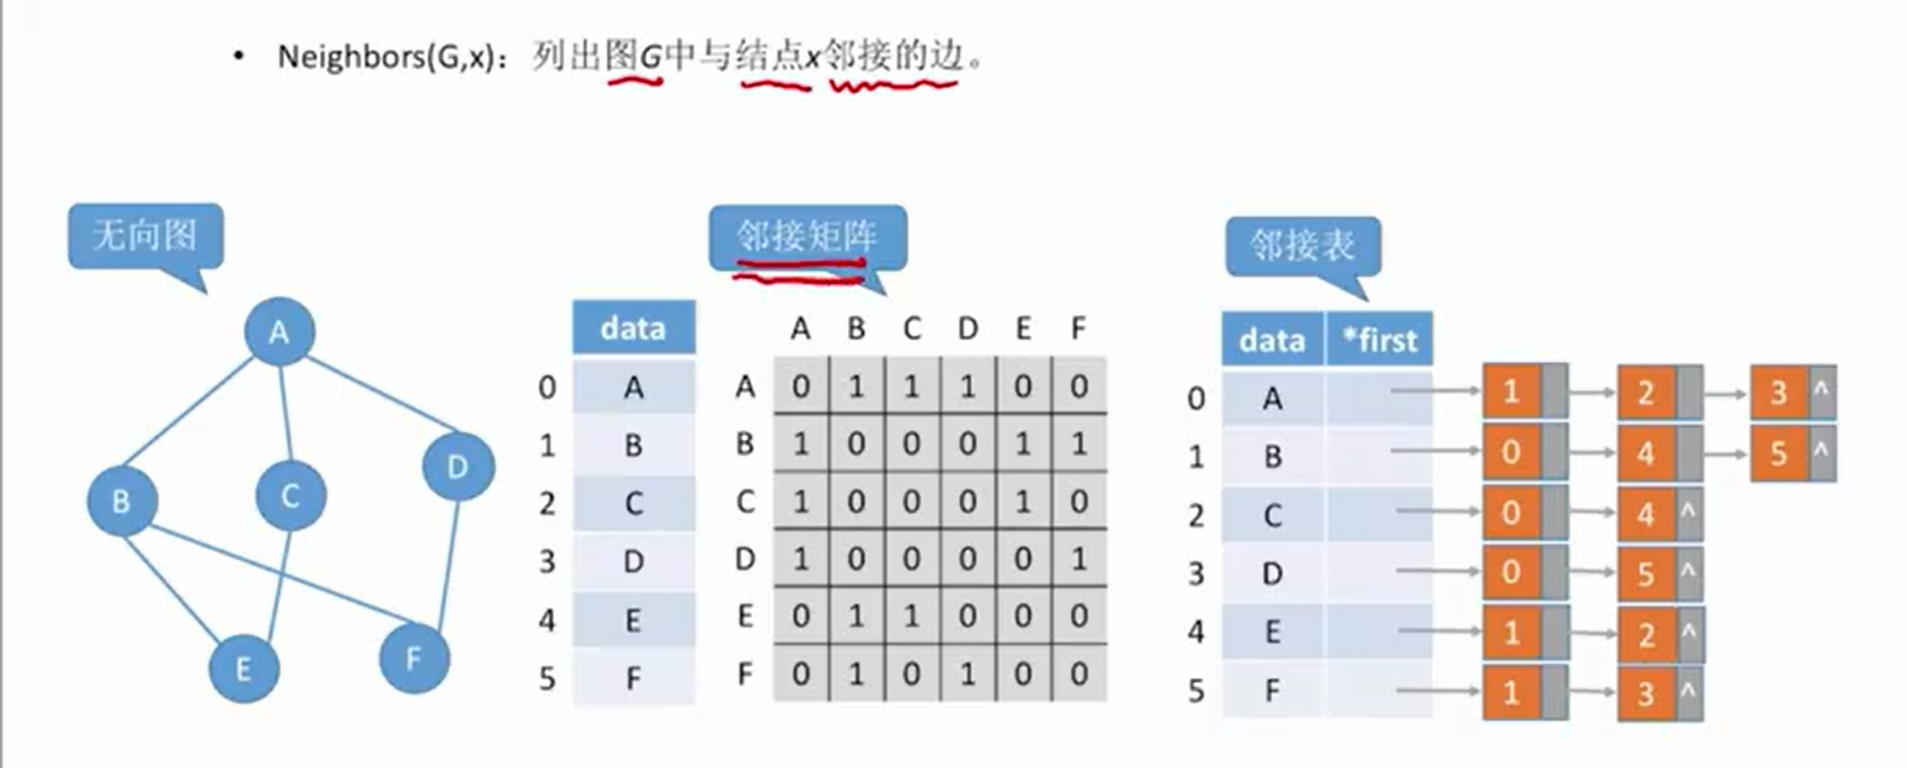 • Neighbors(G,x)：列出图G中与结点x邻接的边。
无向图
A
B
C
D
E
F
邻接矩阵
data
A B C D E F
0 A
1 B
2 C
3 D
4 E
5 F
A 0 1 1 1 0 0
B 1 0 0 0 1 1
C 1 0 0 0 1 0
D 1 0 0 0 0 1
E 0 1 1 0 0 0
F 0 1 0 1 0 0
邻接表
data *first
0 A 1 2 3 ^
1 B 0 4 5 ^
2 C 0 4 ^
3 D 0 5 ^
4 E 1 2 ^
5 F 1 3 ^